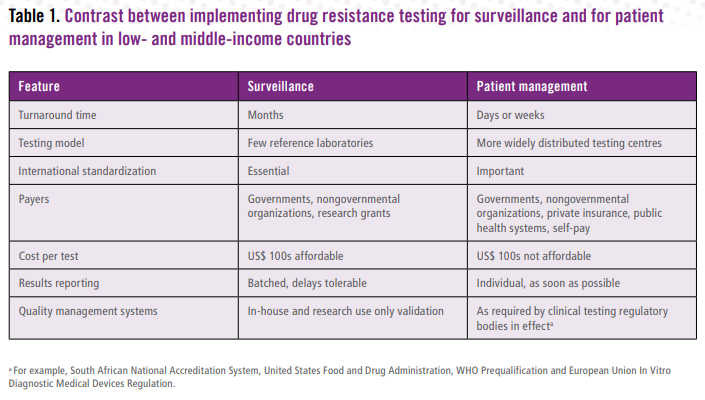 Table 1. Contrast between implementing drug resistance testing for surveillance and for patient
management in low- and middle-income countries
Feature Surveillance Patient management
Turnaround time Months Days or weeks
Testing model Few reference laboratories More widely distributed testing centres
International standardization Essential Important
Payers Governments, nongovernmental Governments, nongovernmental
organizations, research grants organizations, private insurance, public
health systems, self-pay
Cost per test US$ 100s affordable US$ 100s not affordable
Results reporting Batched, delays tolerable Individual, as soon as possible
Quality management systems In-house and research use only validation As required by clinical testing regulatory
bodies in effectᵃ
ᵃ For example, South African National Accreditation System, United States Food and Drug Administration, WHO Prequalification and European Union In Vitro
Diagnostic Medical Devices Regulation.